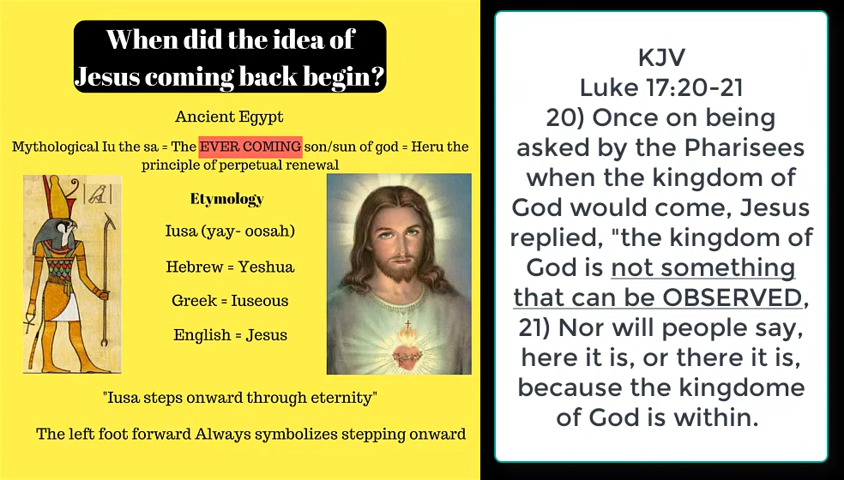 When did the idea of
Jesus coming back begin?
Ancient Egypt
Mythological Iu the sa = The EVER COMING son/sun of god = Heru the
principle of perpetual renewal
Etymology
Iusa (yay- oosah)
Hebrew = Yeshua
Greek = Iuseous
English = Jesus
"Iusa steps onward through eternity"
The left foot forward Always symbolizes stepping onward
KJV
Luke 17:20-21
20) Once on being
asked by the Pharisees
when the kingdom of
God would come, Jesus
replied, "the kingdom of
God is not something
that can be OBSERVED,
21) Nor will people say,
here it is, or there it is,
because the kingdome
of God is within.